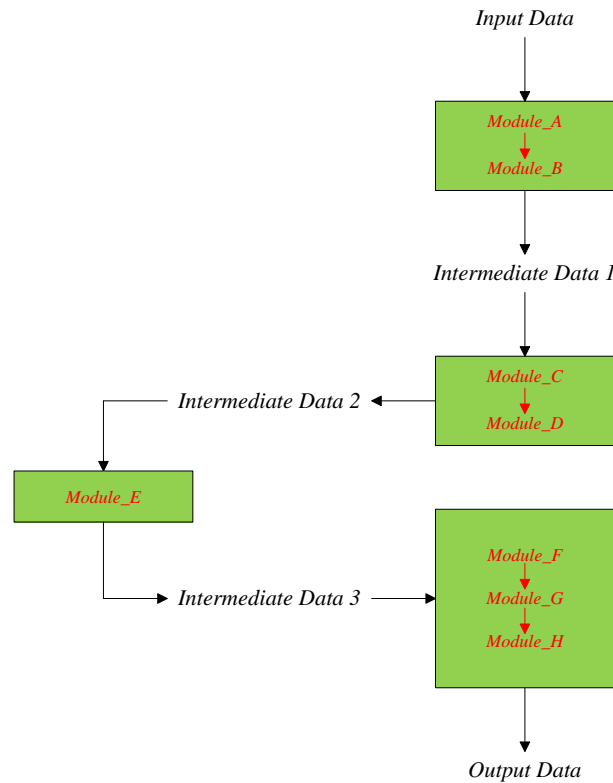 Input Data
Module_A
Module_B
Intermediate Data 1
Module_C
Module_D
Intermediate Data 2
Module_E
Intermediate Data 3
Module_F
Module_G
Module_H
Output Data